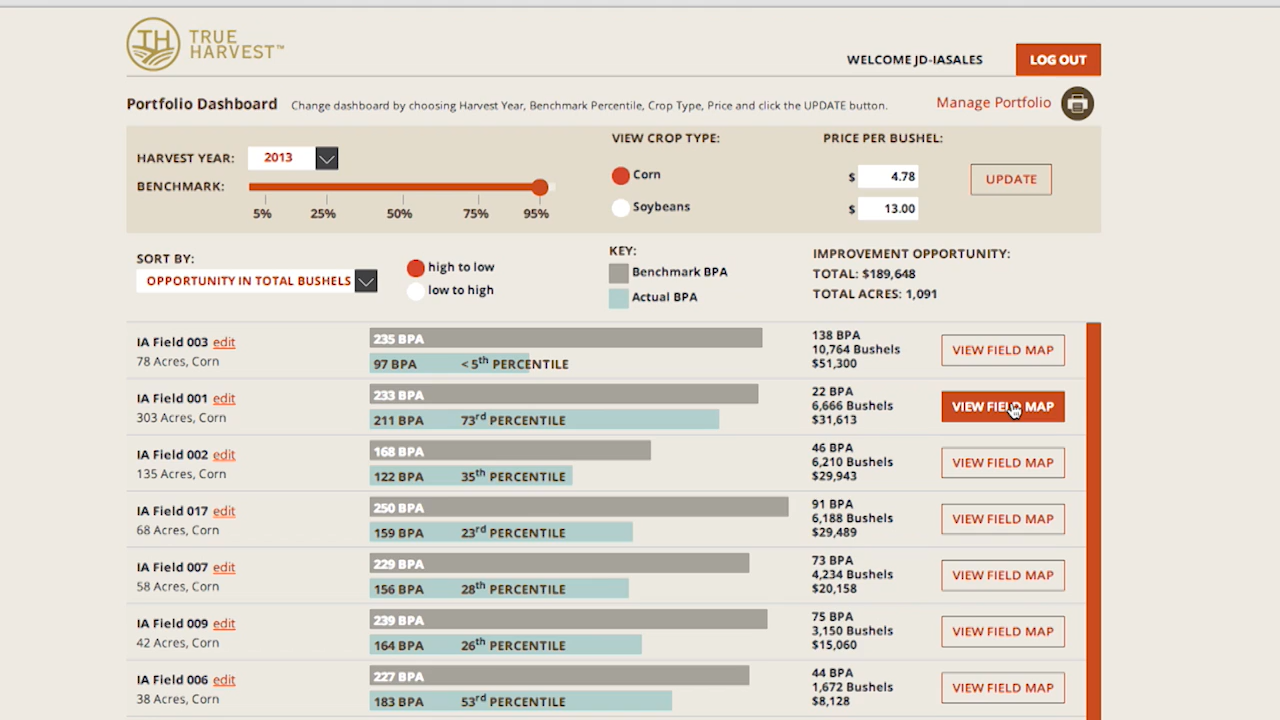 TH TRUE
HARVEST™
WELCOME JD-IASALES
LOG OUT
Portfolio Dashboard Change dashboard by choosing Harvest Year, Benchmark Percentile, Crop Type, Price and click the UPDATE button.
Manage Portfolio
HARVEST YEAR: 2013
BENCHMARK:
5% 25% 50% 75% 95%
VIEW CROP TYPE:
Corn
Soybeans
PRICE PER BUSHEL:
$ 4.78
$ 13.00
UPDATE
SORT BY:
OPPORTUNITY IN TOTAL BUSHELS
high to low
low to high
KEY:
Benchmark BPA
Actual BPA
IMPROVEMENT OPPORTUNITY:
TOTAL: $189,648
TOTAL ACRES: 1,091
IA Field 003 edit
78 Acres, Corn
235 BPA
97 BPA < 5th PERCENTILE
138 BPA
10,764 Bushels
$51,300
VIEW FIELD MAP
IA Field 001 edit
303 Acres, Corn
233 BPA
211 BPA 73rd PERCENTILE
22 BPA
6,666 Bushels
$31,613
VIEW FIELD MAP
IA Field 002 edit
135 Acres, Corn
168 BPA
122 BPA 35th PERCENTILE
46 BPA
6,210 Bushels
$29,943
VIEW FIELD MAP
IA Field 017 edit
68 Acres, Corn
250 BPA
159 BPA 23rd PERCENTILE
91 BPA
6,188 Bushels
$29,489
VIEW FIELD MAP
IA Field 007 edit
58 Acres, Corn
229 BPA
156 BPA 28th PERCENTILE
73 BPA
4,234 Bushels
$20,158
VIEW FIELD MAP
IA Field 009 edit
42 Acres, Corn
239 BPA
164 BPA 26th PERCENTILE
75 BPA
3,150 Bushels
$15,060
VIEW FIELD MAP
IA Field 006 edit
38 Acres, Corn
227 BPA
183 BPA 53rd PERCENTILE
44 BPA
1,672 Bushels
$8,128
VIEW FIELD MAP